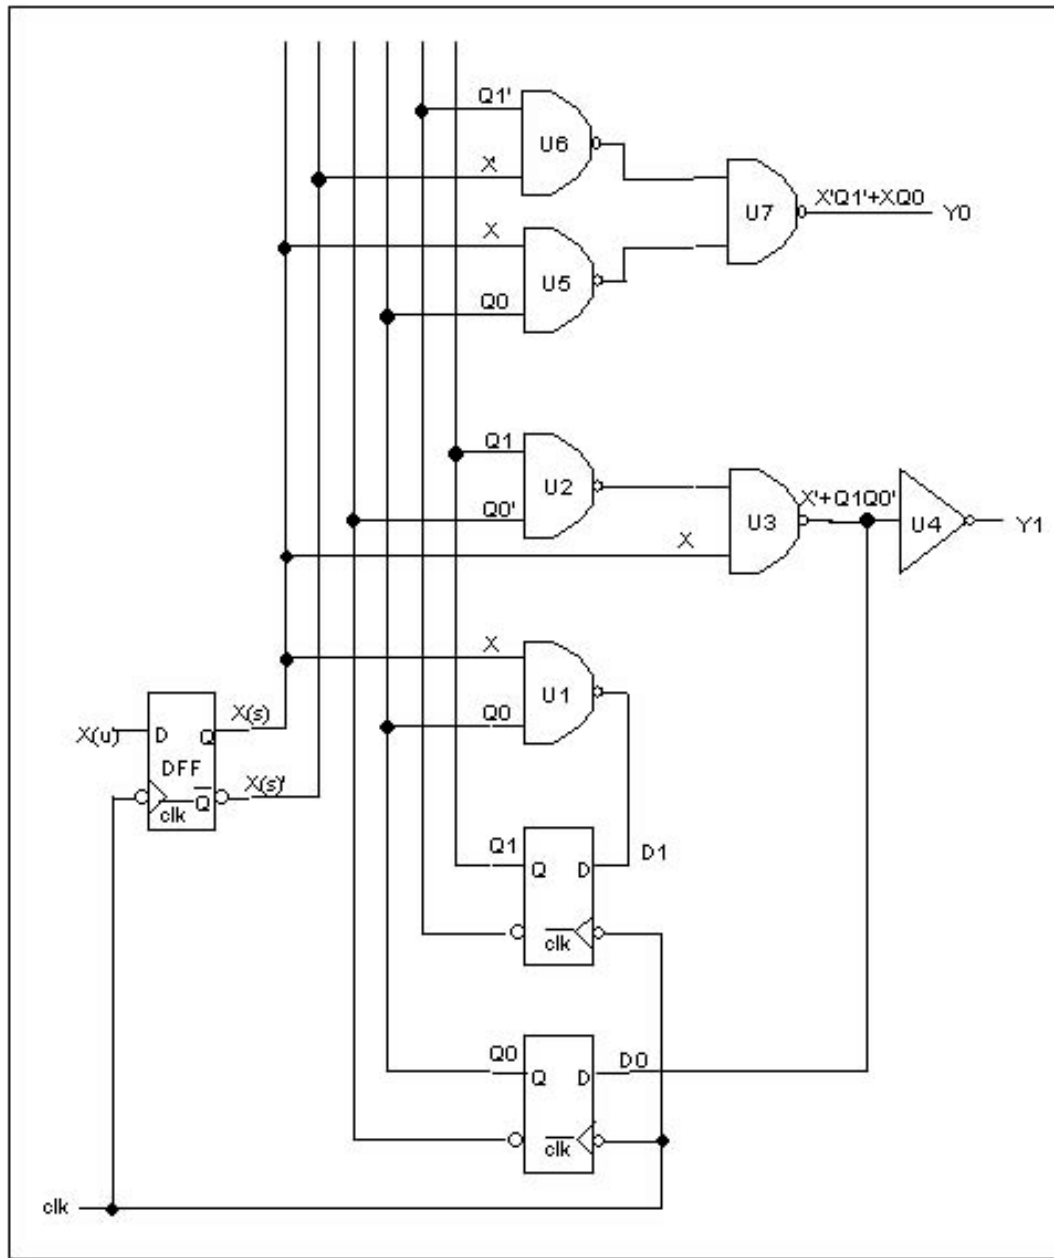 Q1'
U6
X'
U7
X'Q1'+XQ0
Y0
X
U5
Q0
Q1
U2
Q0'
X'+Q1Q0'
U3
U4
Y1
X
X
U1
Q0
X(u)
D
Q
X(s)
DFF
clk
Q
X(s)'
Q1
Q
D
D1
clk
Q0
Q
D
D0
clk
clk